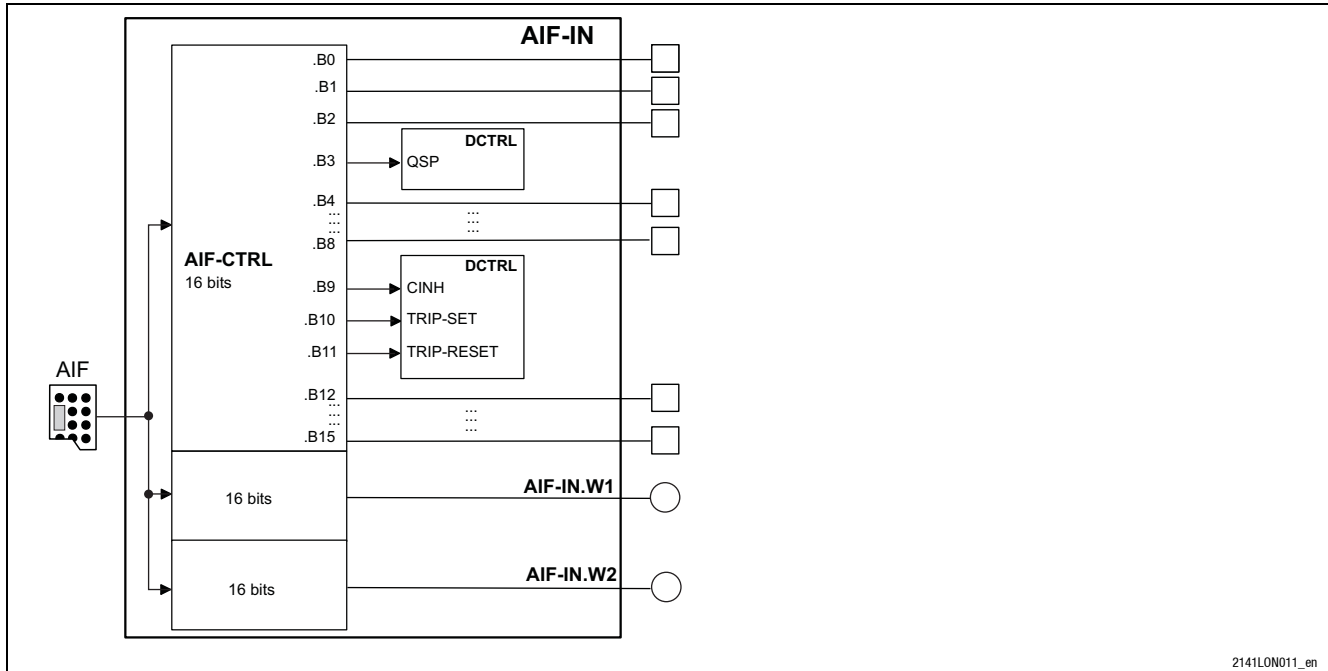 AIF-IN
.B0
.B1
.B2
DCTRL
.B3
QSP
.B4
...
...
...
...
...
...
.B8
DCTRL
AIF-CTRL
16 bits
.B9
CINH
.B10
TRIP-SET
.B11
TRIP-RESET
AIF
.B12
...
...
...
...
...
...
.B15
AIF-IN.W1
16 bits
AIF-IN.W2
16 bits
2141LON011_en